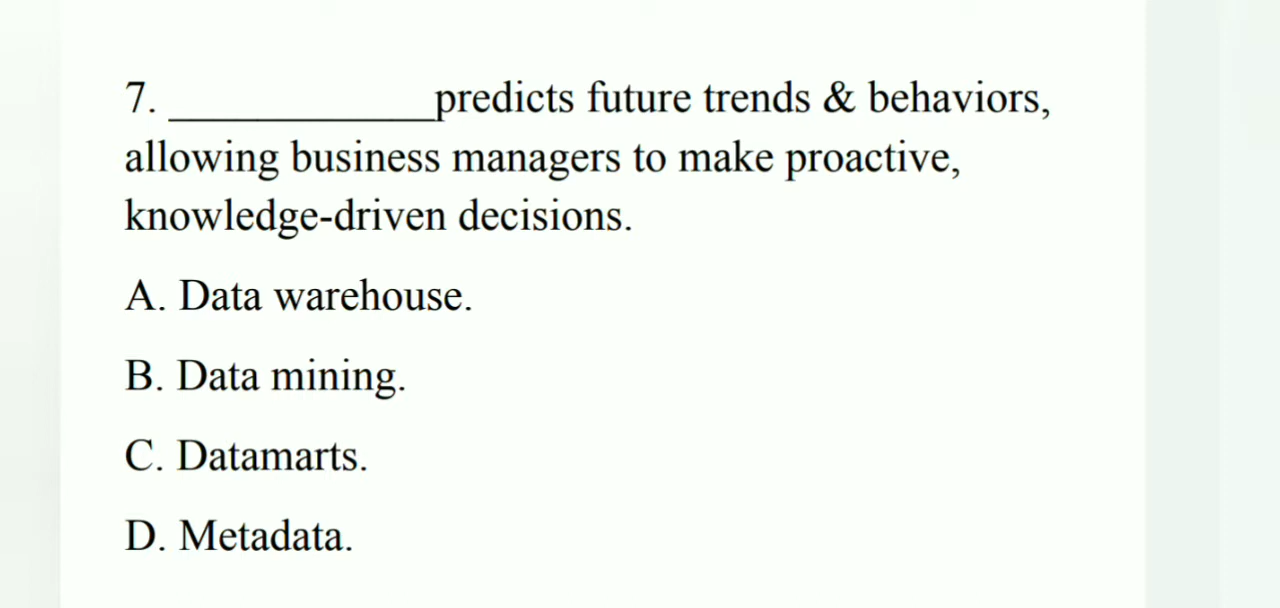 7. ____________predicts future trends & behaviors,
allowing business managers to make proactive,
knowledge-driven decisions.
A. Data warehouse.
B. Data mining.
C. Datamarts.
D. Metadata.